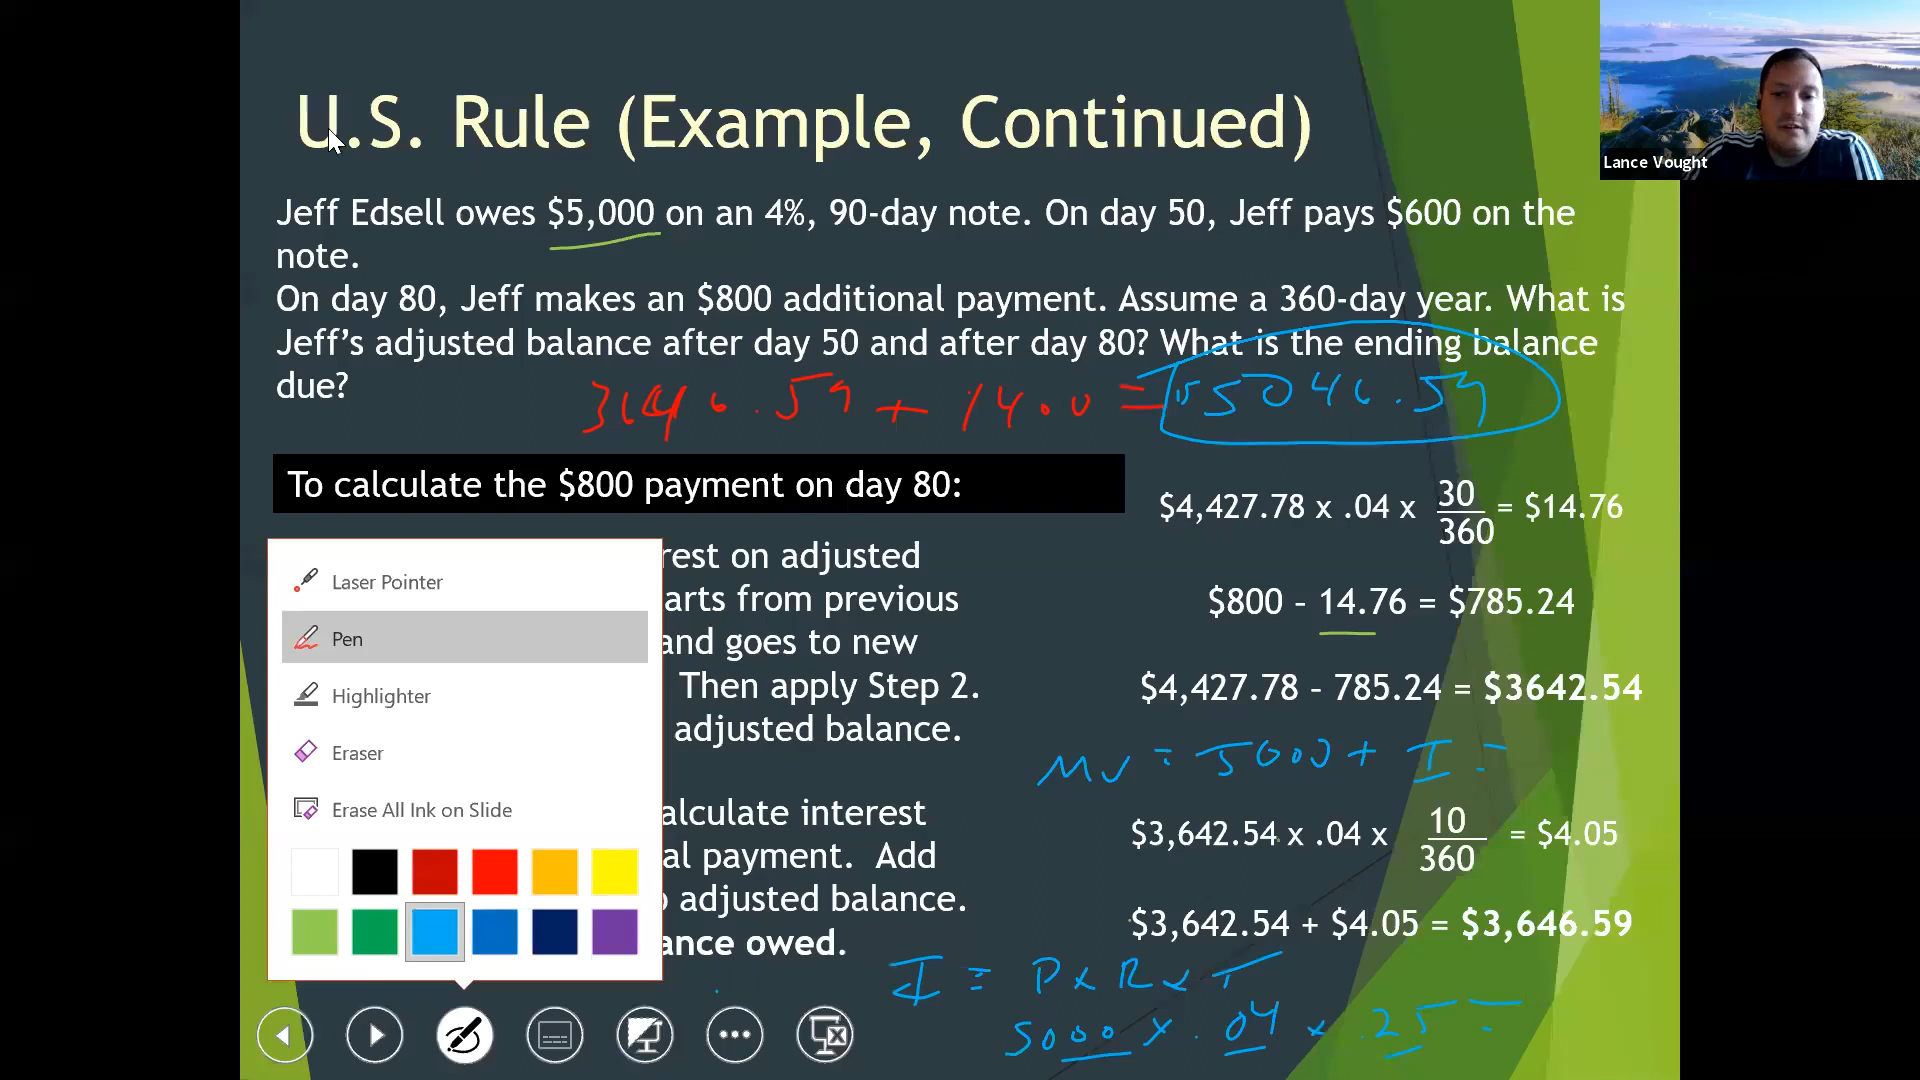 U.S. Rule (Example, Continued)
Lance Vought
Jeff Edsell owes $5,000 on an 4%, 90-day note. On day 50, Jeff pays $600 on the
note.
On day 80, Jeff makes an $800 additional payment. Assume a 360-day year. What is
Jeff’s adjusted balance after day 50 and after day 80? What is the ending balance
due?
3646.59 + 1400 = 5046.59
To calculate the $800 payment on day 80:
$4,427.78 x .04 x 30/360 = $14.76
rest on adjusted
arts from previous
and goes to new
Then apply Step 2.
adjusted balance.
$800 – 14.76 = $785.24
$4,427.78 – 785.24 = $3642.54
MV = 5000 + I =
alculate interest
al payment. Add
adjusted balance.
ance owed.
$3,642.54 x .04 x 10/360 = $4.05
$3,642.54 + $4.05 = $3,646.59
I = P x R x T
5000 x .04 x .25 =
Laser Pointer
Pen
Highlighter
Eraser
Erase All Ink on Slide